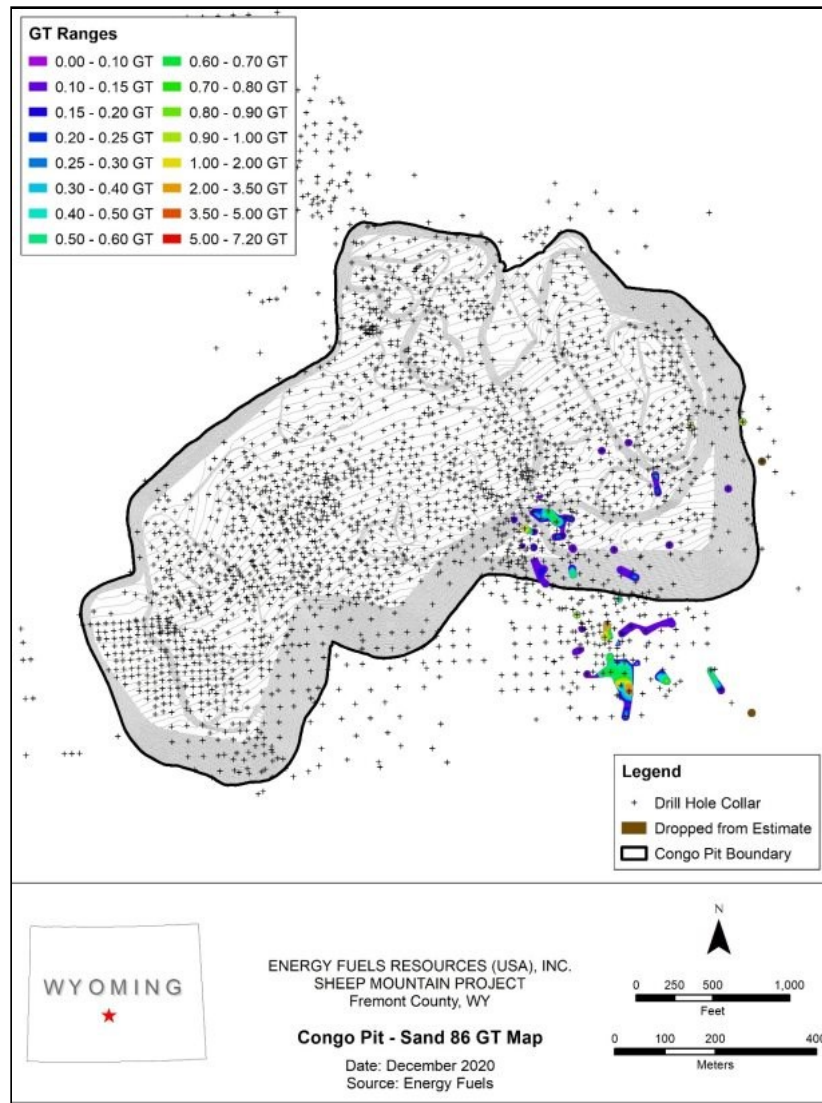 GT Ranges
0.00 - 0.10 GT
0.10 - 0.15 GT
0.15 - 0.20 GT
0.20 - 0.25 GT
0.25 - 0.30 GT
0.30 - 0.40 GT
0.40 - 0.50 GT
0.50 - 0.60 GT
0.60 - 0.70 GT
0.70 - 0.80 GT
0.80 - 0.90 GT
0.90 - 1.00 GT
1.00 - 2.00 GT
2.00 - 3.50 GT
3.50 - 5.00 GT
5.00 - 7.20 GT
Legend
Drill Hole Collar
Dropped from Estimate
Congo Pit Boundary
WYOMING
ENERGY FUELS RESOURCES (USA), INC.
SHEEP MOUNTAIN PROJECT
Fremont County, WY
Congo Pit - Sand 86 GT Map
Date: December 2020
Source: Energy Fuels
N
0 250 500 1,000
Feet
0 100 200 400
Meters